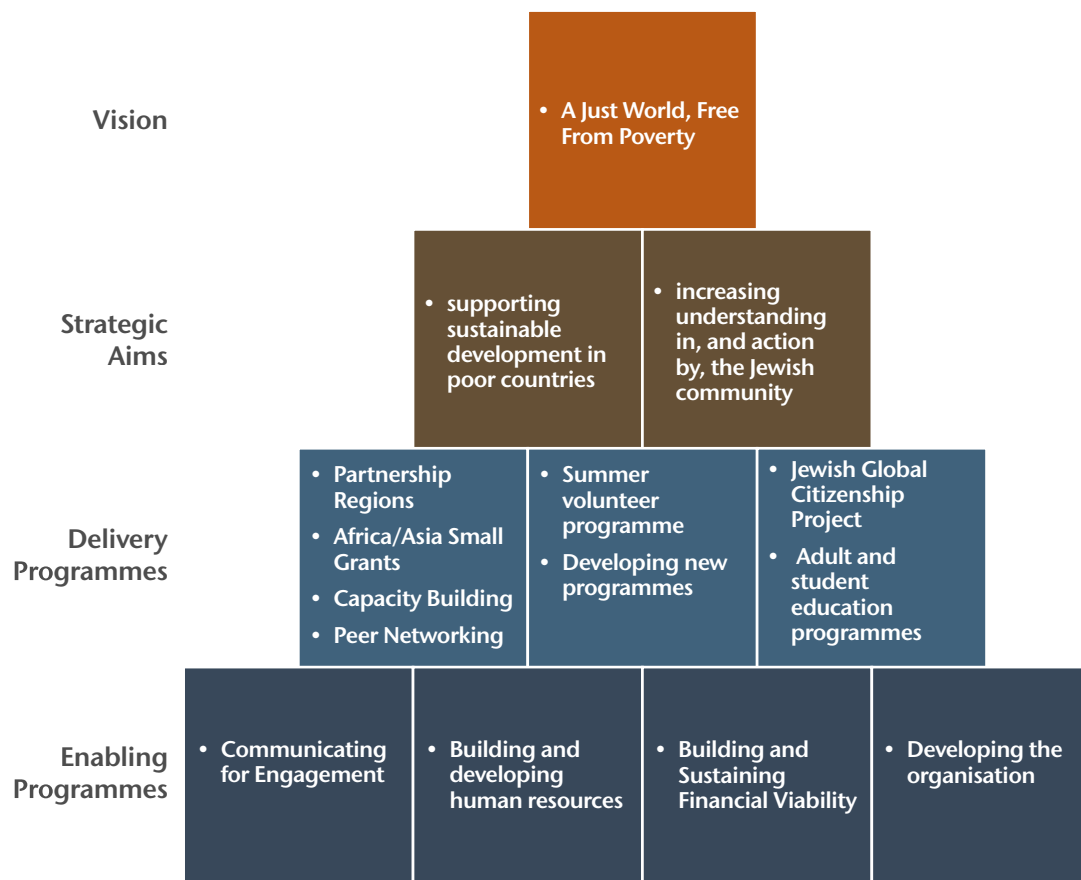 Vision
• A Just World, Free
From Poverty
Strategic
Aims
• supporting
sustainable
development in
poor countries
• increasing
understanding
in, and action
by, the Jewish
community
Delivery
Programmes
• Partnership
Regions
• Africa/Asia Small
Grants
• Capacity Building
• Peer Networking
• Summer
volunteer
programme
• Developing new
programmes
• Jewish Global
Citizenship
Project
• Adult and
student
education
programmes
Enabling
Programmes
• Communicating
for Engagement
• Building and
developing
human resources
• Building and
Sustaining
Financial Viability
• Developing the
organisation